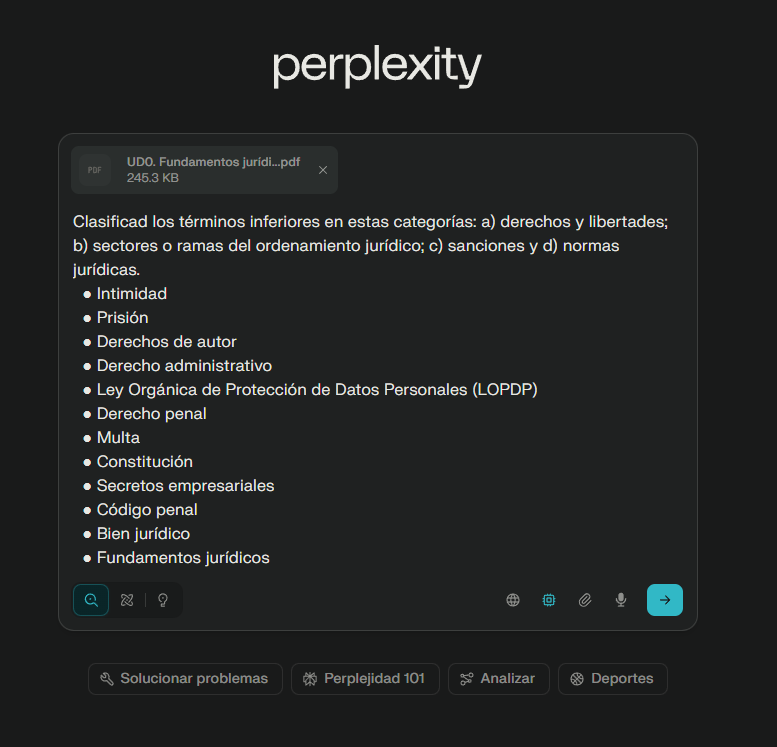 perplexity
PDF
UD0. Fundamentos jurídi...pdf
245.3 KB
Clasificad los términos inferiores en estas categorías: a) derechos y libertades;
b) sectores o ramas del ordenamiento jurídico; c) sanciones y d) normas
jurídicas.
● Intimidad
● Prisión
● Derechos de autor
● Derecho administrativo
● Ley Orgánica de Protección de Datos Personales (LOPDP)
● Derecho penal
● Multa
● Constitución
● Secretos empresariales
● Código penal
● Bien jurídico
● Fundamentos jurídicos
Solucionar problemas
Perplejidad 101
Analizar
Deportes